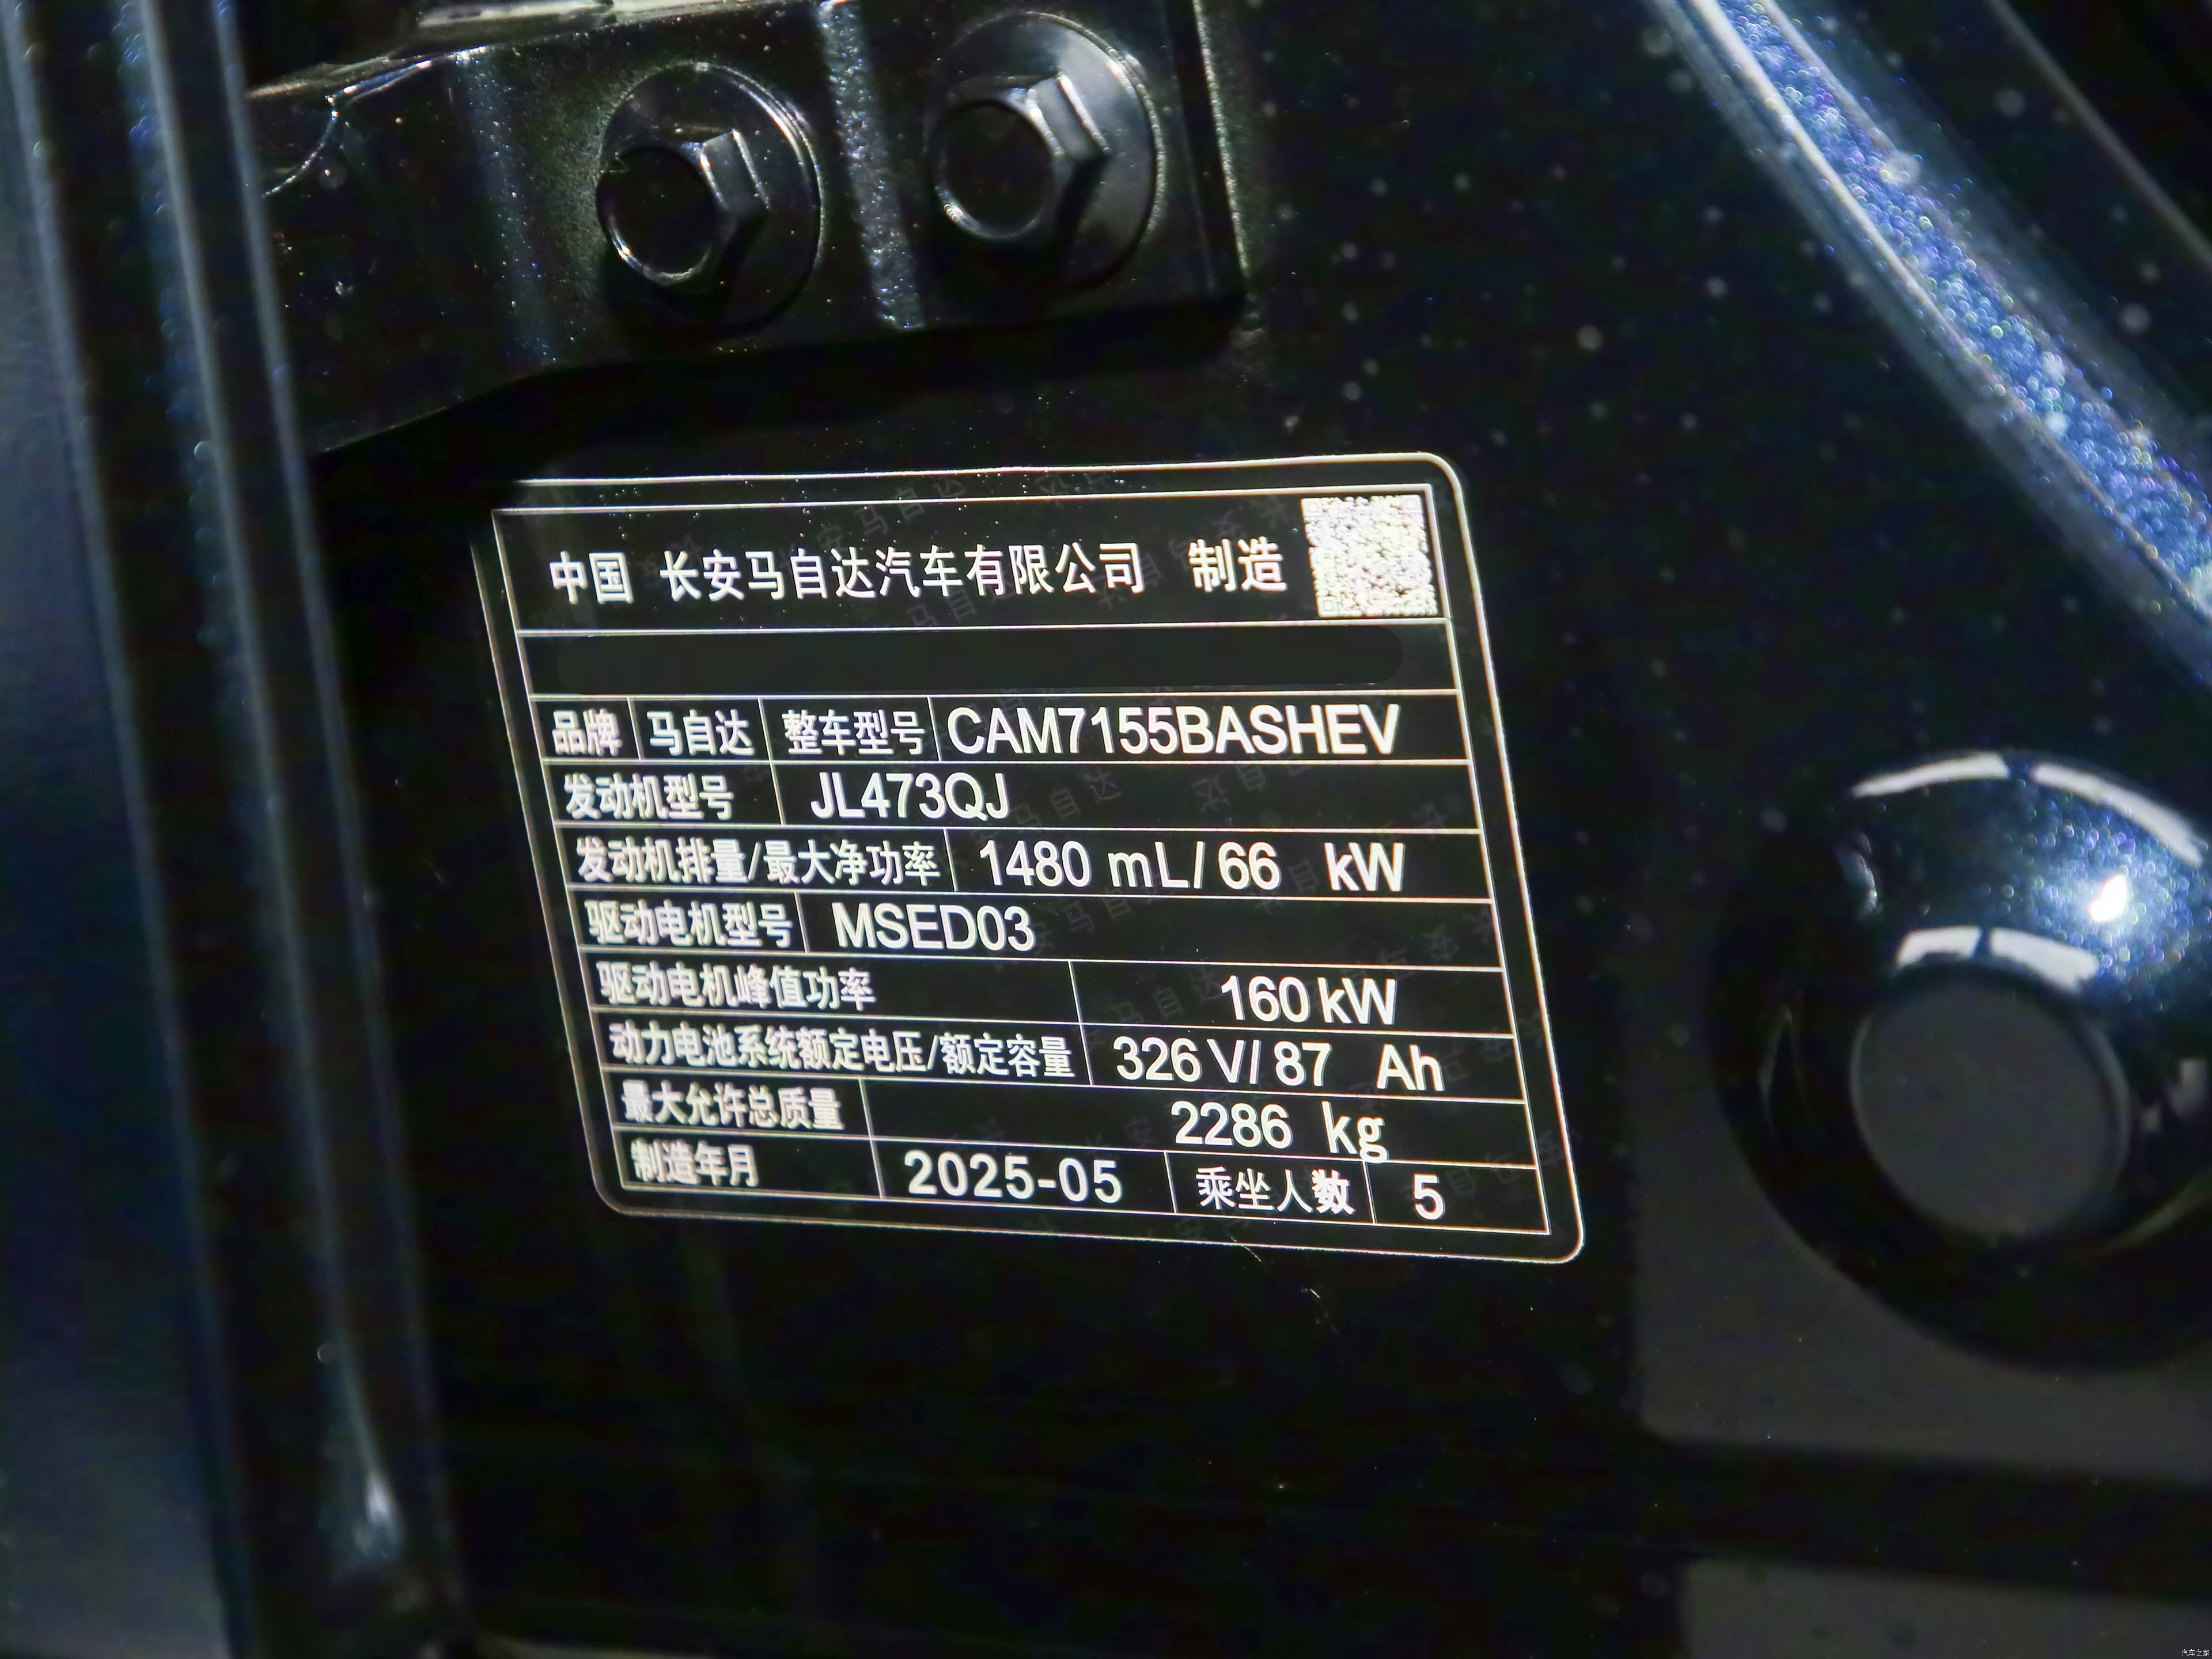 中国 长安马自达汽车有限公司 制造
品牌 马自达 整车型号 CAM7155BASHEV
发动机型号 JL473QJ
发动机排量/最大净功率 1480 mL/ 66 kW
驱动电机型号 MSED03
驱动电机峰值功率 160 kW
动力电池系统额定电压/额定容量 326 V/ 87 Ah
最大允许总质量 2286 kg
制造年月 2025-05 乘坐人数 5
汽车之家